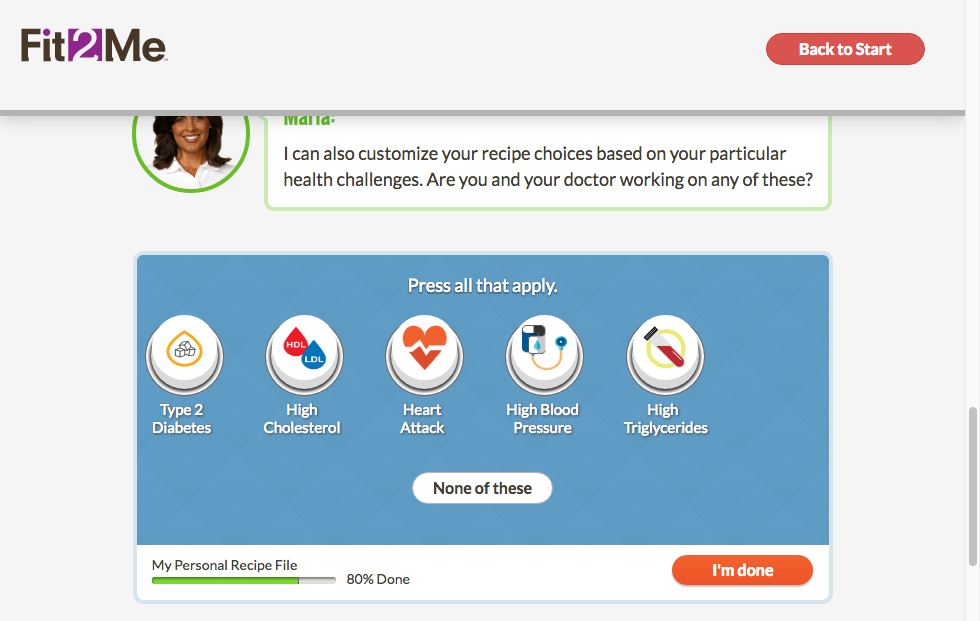 Fit2Me
Back to Start
Maria:
I can also customize your recipe choices based on your particular
health challenges. Are you and your doctor working on any of these?
Press all that apply.
HDL
LDL
Type 2
Diabetes
High
Cholesterol
Heart
Attack
High Blood
Pressure
High
Triglycerides
None of these
My Personal Recipe File
80% Done
I'm done